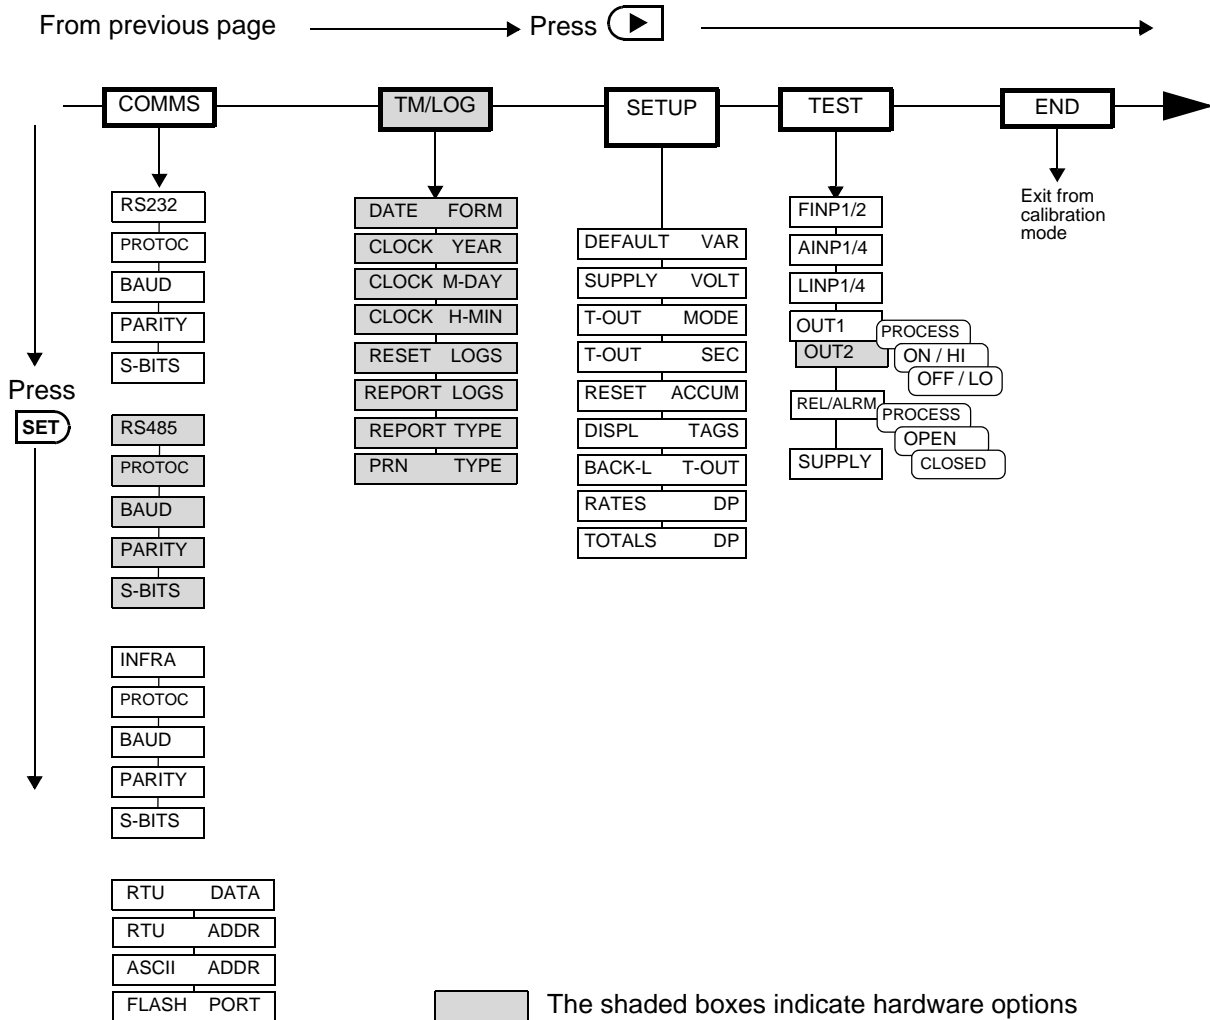 From previous page
Press
COMMS
TM/LOG
SETUP
TEST
END
Press
SET
RS232
PROTOC
BAUD
PARITY
S-BITS
RS485
PROTOC
BAUD
PARITY
S-BITS
INFRA
PROTOC
BAUD
PARITY
S-BITS
RTU DATA
RTU ADDR
ASCII ADDR
FLASH PORT
DATE FORM
CLOCK YEAR
CLOCK M-DAY
CLOCK H-MIN
RESET LOGS
REPORT LOGS
REPORT TYPE
PRN TYPE
DEFAULT VAR
SUPPLY VOLT
T-OUT MODE
T-OUT SEC
RESET ACCUM
DISPL TAGS
BACK-L T-OUT
RATES DP
TOTALS DP
FINP1/2
AINP1/4
LINP1/4
OUT1
OUT2
PROCESS
ON / HI
OFF / LO
REL/ALRM
PROCESS
OPEN
CLOSED
SUPPLY
Exit from
calibration
mode
The shaded boxes indicate hardware options